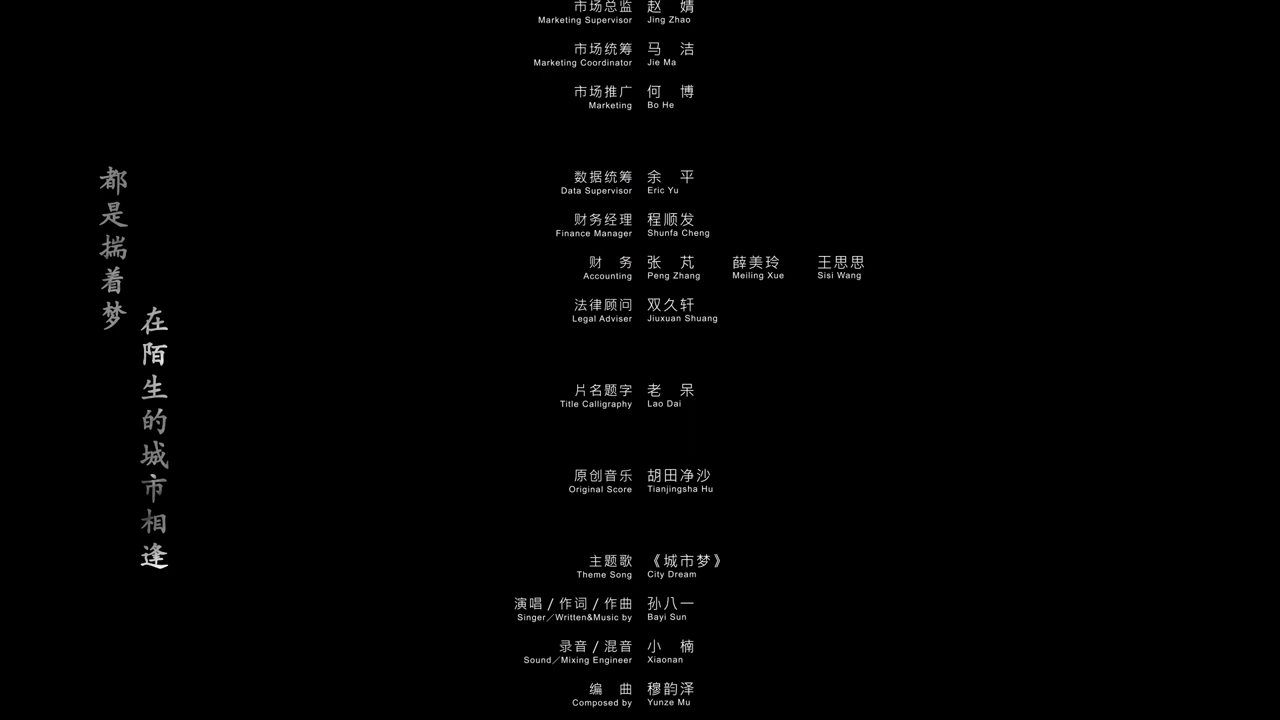 都是揣着梦
在陌生的城市相逢
市场总监 赵 婧
Marketing Supervisor Jing Zhao
市场统筹 马 洁
Marketing Coordinator Jie Ma
市场推广 何 博
Marketing Bo He
数据统筹 余 平
Data Supervisor Eric Yu
财务经理 程顺发
Finance Manager Shunfa Cheng
财 务 张 芃 薛美玲 王思思
Accounting Peng Zhang Meiling Xue Sisi Wang
法律顾问 双久轩
Legal Adviser Jiuxuan Shuang
片名题字 老 呆
Title Calligraphy Lao Dai
原创音乐 胡田净沙
Original Score Tianjingsha Hu
主题歌 《城市梦》
Theme Song City Dream
演唱/作词/作曲 孙八一
Singer/Written&Music by Bayi Sun
录音/混音 小 楠
Sound/Mixing Engineer Xiaonan
编 曲 穆韵泽
Composed by Yunze Mu